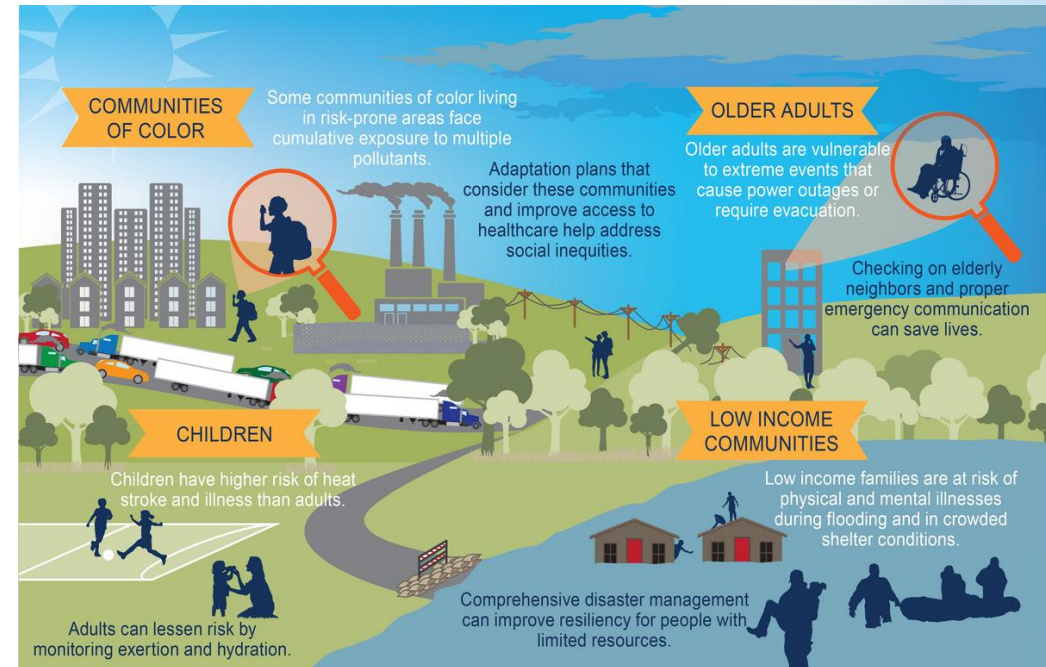 COMMUNITIES
OF COLOR
Some communities of color living
in risk-prone areas face
cumulative exposure to multiple
pollutants.
Adaptation plans that
consider these communities
and improve access to
healthcare help address
social inequities.
OLDER ADULTS
Older adults are vulnerable
to extreme events that
cause power outages or
require evacuation.
Checking on elderly
neighbors and proper
emergency communication
can save lives.
CHILDREN
Children have higher risk of heat
stroke and illness than adults.
Adults can lessen risk by
monitoring exertion and hydration.
LOW INCOME
COMMUNITIES
Low income families are at risk of
physical and mental illnesses
during flooding and in crowded
shelter conditions.
Comprehensive disaster management
can improve resiliency for people with
limited resources.